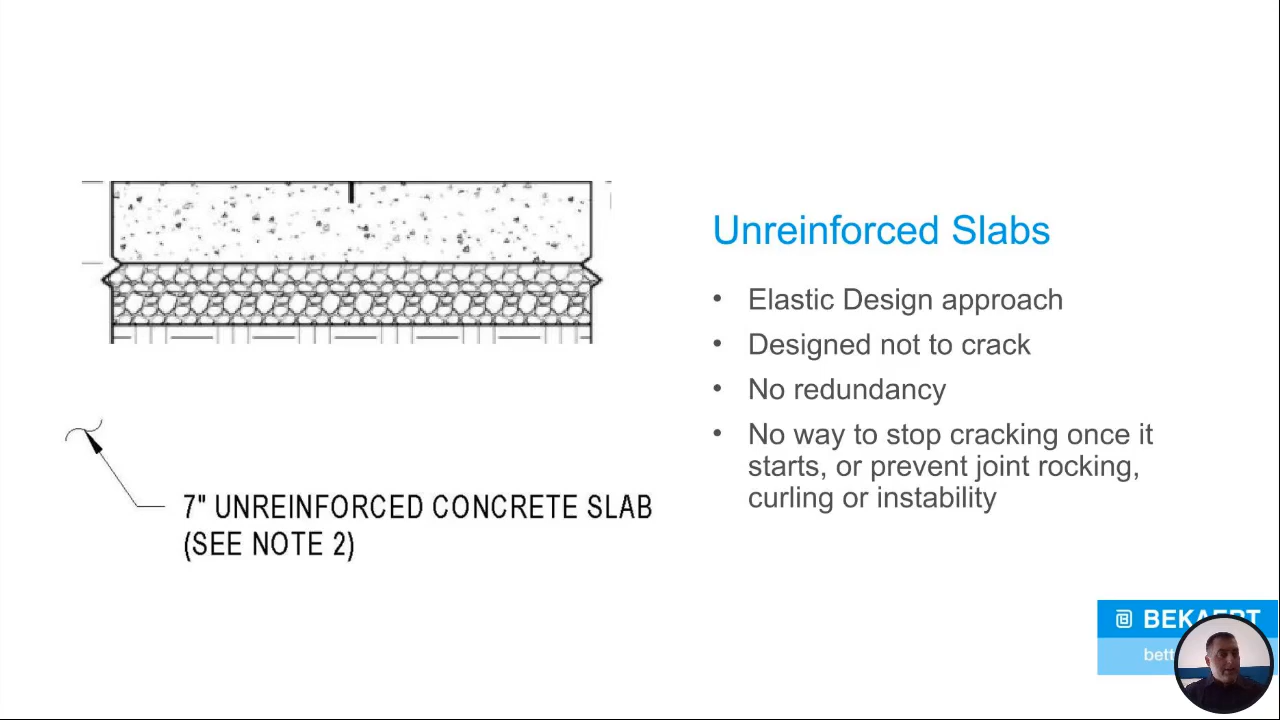 Unreinforced Slabs
• Elastic Design approach
• Designed not to crack
• No redundancy
• No way to stop cracking once it
starts, or prevent joint rocking,
curling or instability
7" UNREINFORCED CONCRETE SLAB
(SEE NOTE 2)